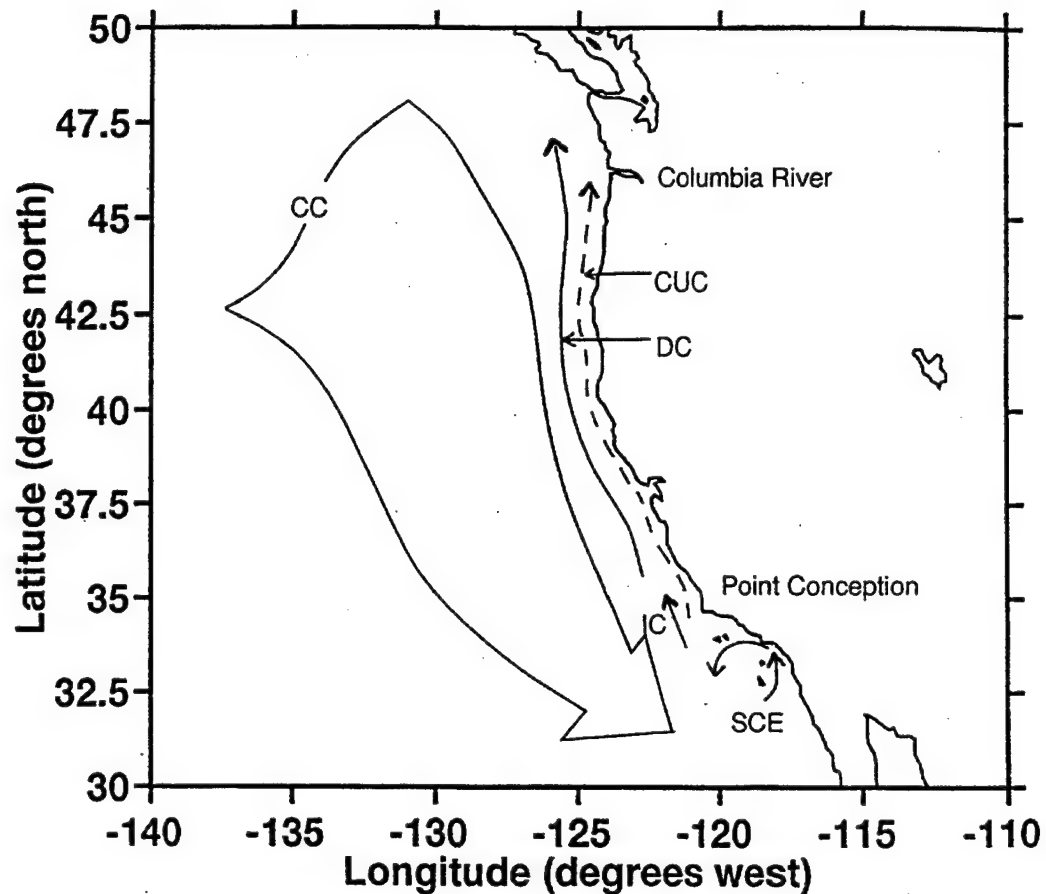 50
47.5
45
42.5
40
37.5
35
32.5
30
Latitude (degrees north)
CC
Columbia River
CUC
DC
Point Conception
IC
SCE
-140
-135
-130
-125
-120
-115
-110
Longitude (degrees west)